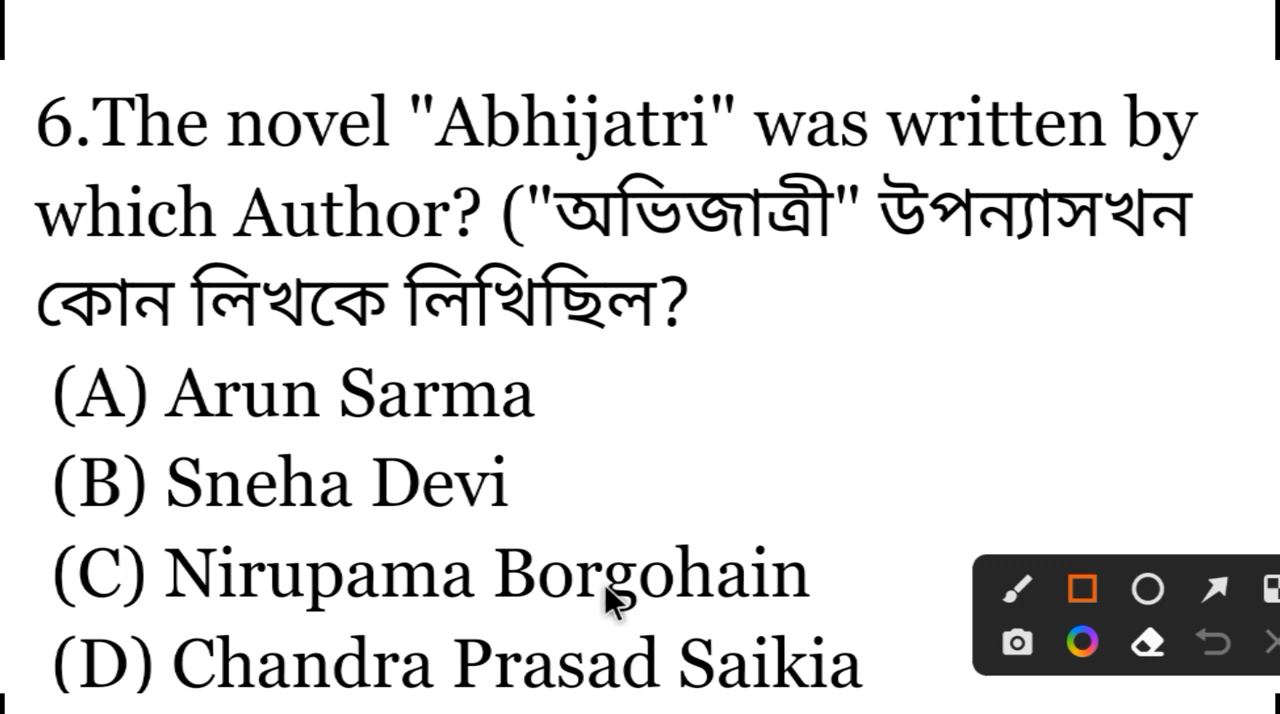 6.The novel "Abhijatri" was written by
which Author? ("অভিজাত্ৰী" উপন্যাসখন
কোন লিখকে লিখিছিল?
(A) Arun Sarma
(B) Sneha Devi
(C) Nirupama Borgohain
(D) Chandra Prasad Saikia